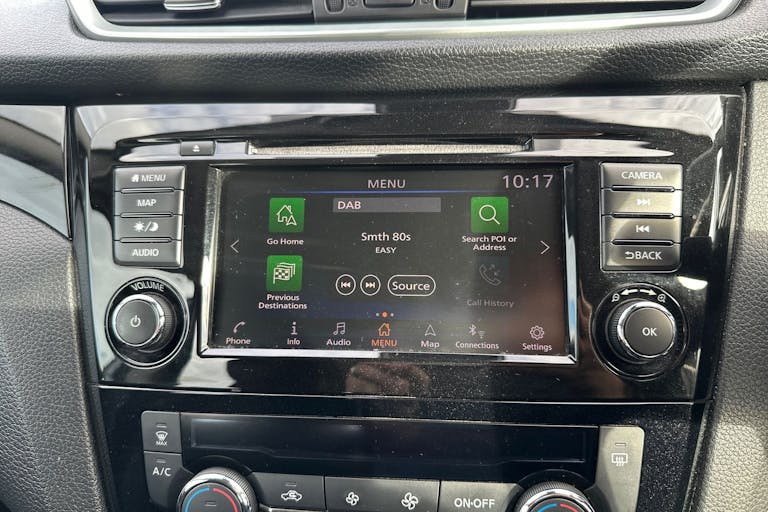 MENU
MAP
AUDIO
VOLUME
MENU 10:17
DAB
Go Home
Smth 80s
EASY
Search POI or
Address
Previous
Destinations
Source
Call History
Phone Info Audio MENU Map Connections Settings
CAMERA
BACK
OK
MAX
A/C
ON·OFF